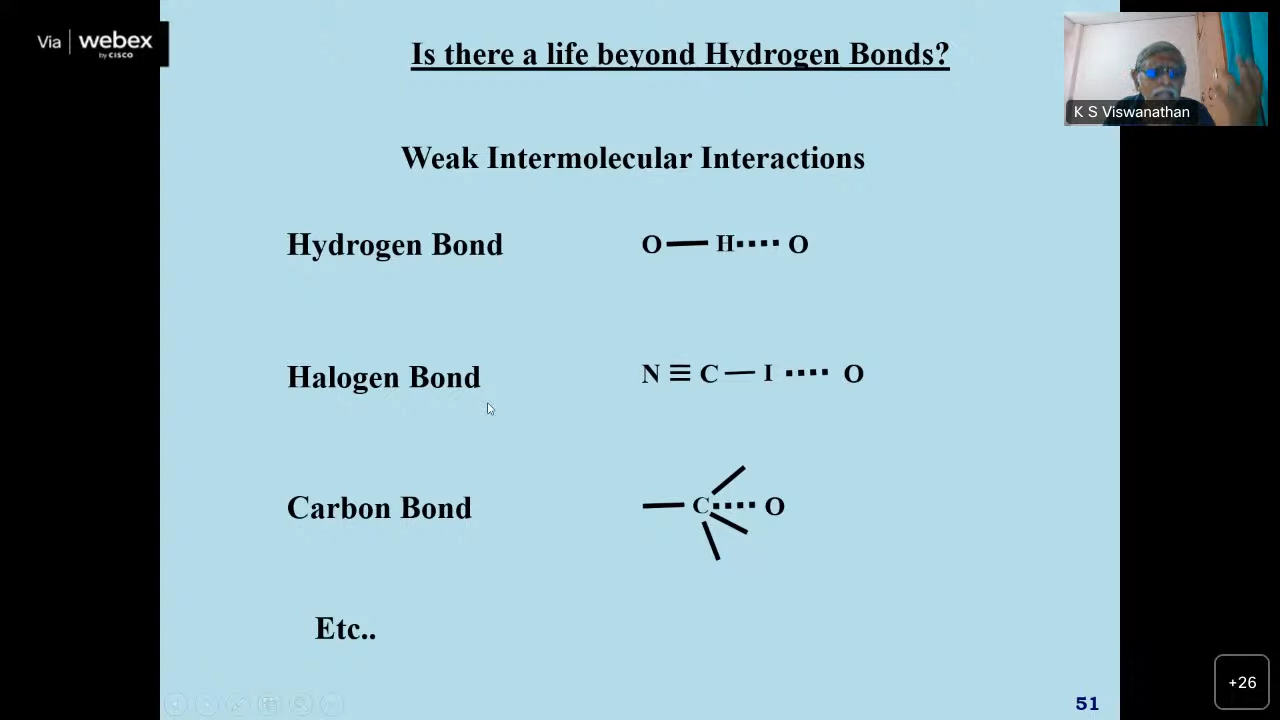 Via webex
by CISCO
Is there a life beyond Hydrogen Bonds?
K S Viswanathan
Weak Intermolecular Interactions
Hydrogen Bond O — H ···· O
Halogen Bond N ≡ C — I ···· O
Carbon Bond C ···· O
Etc..
+26
51